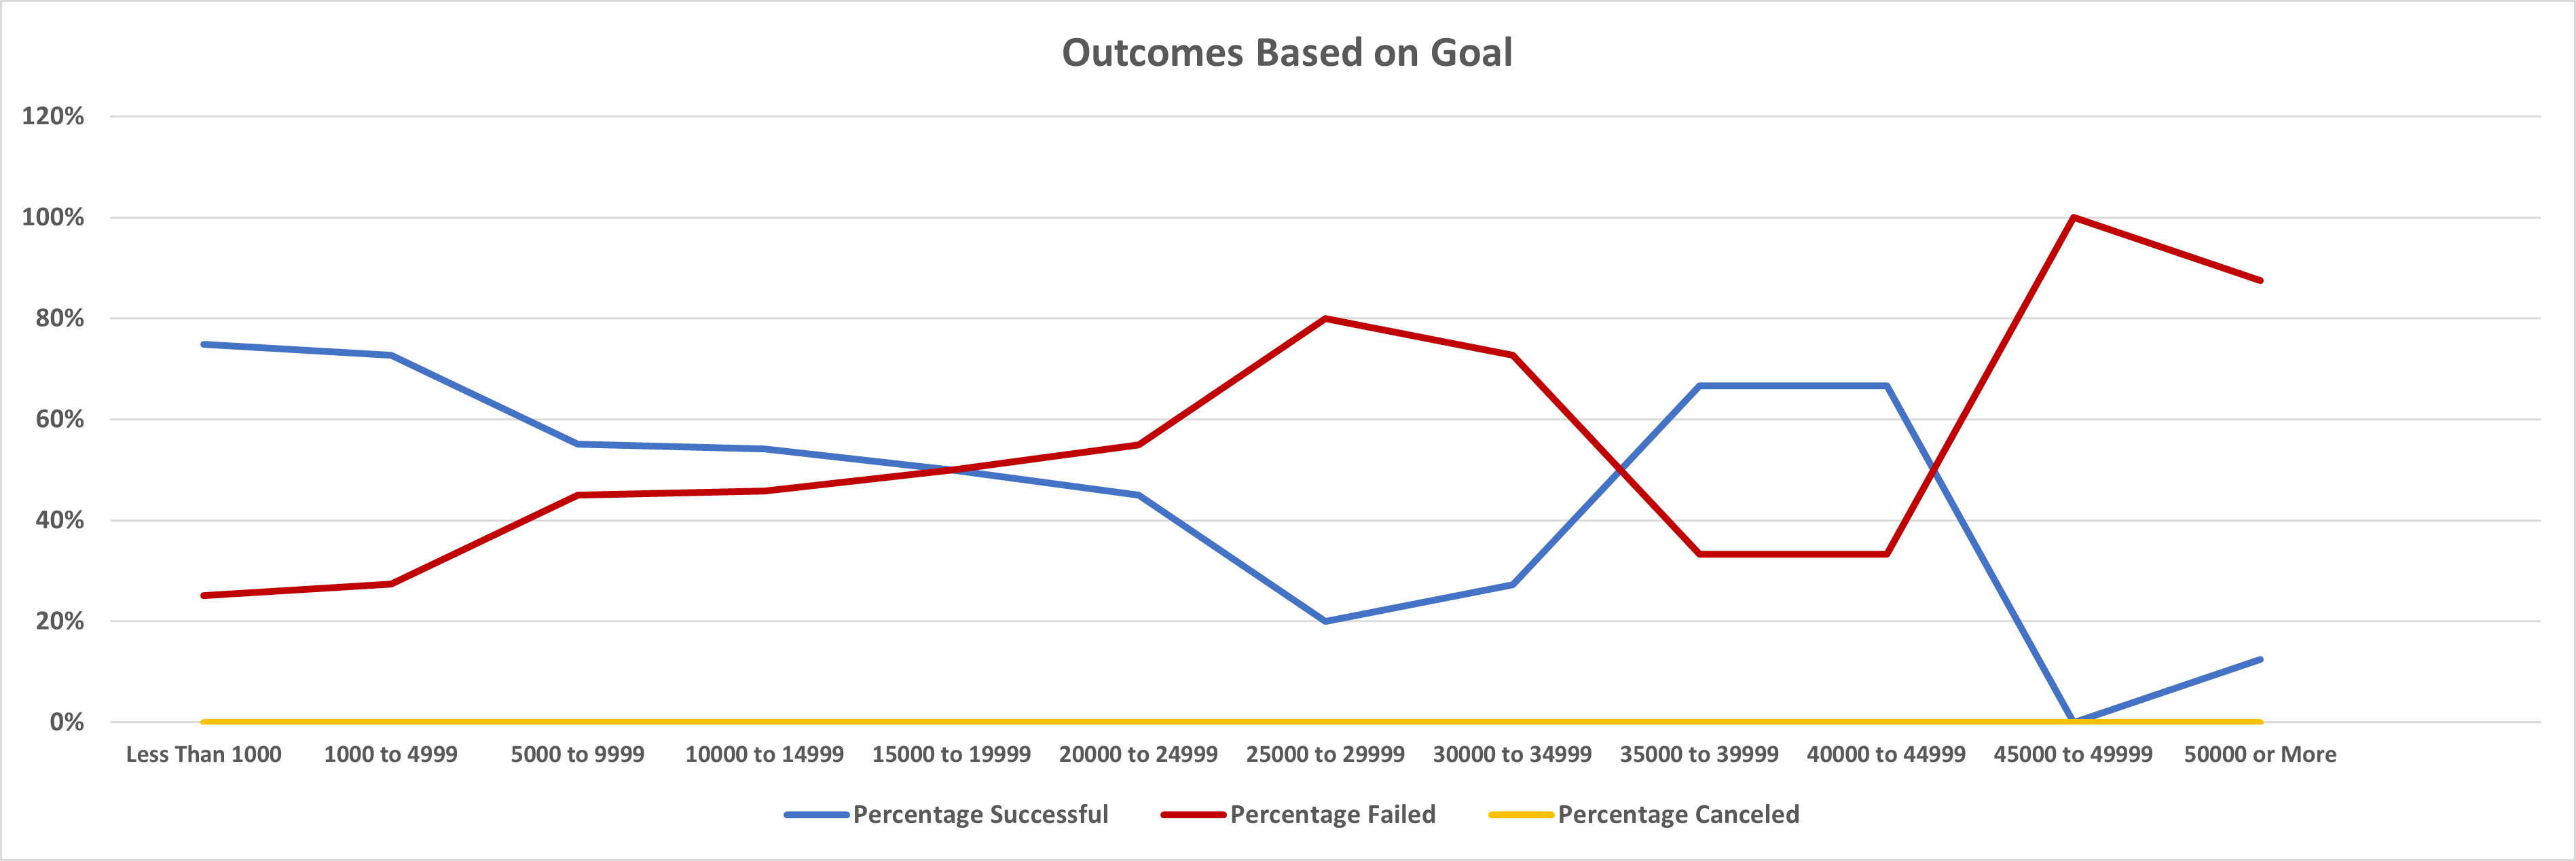 Outcomes Based on Goal
120%
100%
80%
60%
40%
20%
0%
Less Than 1000 1000 to 4999 5000 to 9999 10000 to 14999 15000 to 19999 20000 to 24999 25000 to 29999 30000 to 34999 35000 to 39999 40000 to 44999 45000 to 49999 50000 or More
Percentage Successful Percentage Failed Percentage Canceled